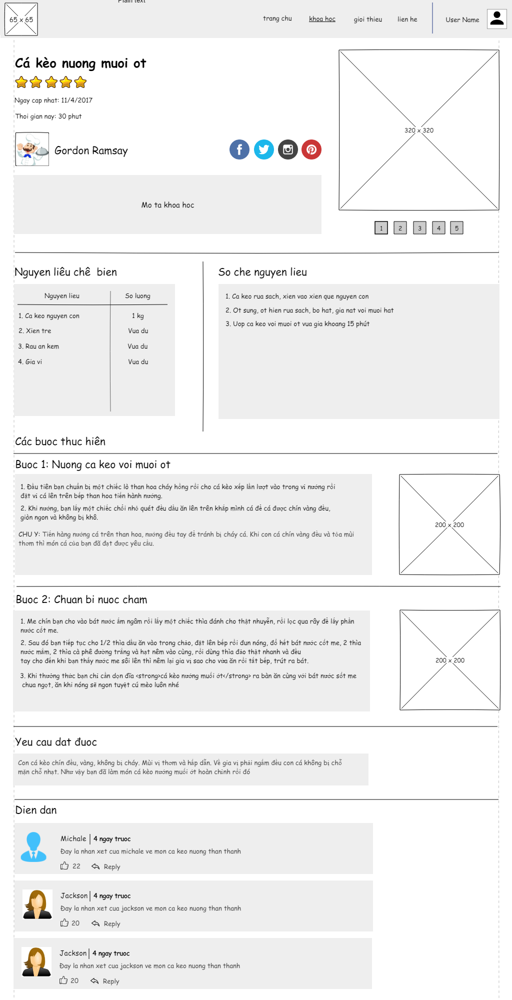 Plain text
65 x 65
trang chu
khoa hoc
gioi thieu
lien he
User Name
Cá kèo nuong muoi ot
Ngay cap nhat: 11/4/2017
Thoi gian nay: 30 phut
Gordon Ramsay
Mo ta khoa hoc
320 x 320
1 2 3 4 5
Nguyen liêu chê bien
Nguyen lieu So luong
1. Ca keo nguyen con 1 kg
2. Xien tre Vua du
3. Rau an kem Vua du
4. Gia vi Vua du
So che nguyen lieu
1. Ca keo rua sach, xien vao xien que nguyen con
2. Ot sung, ot hien rua sach, bo hat, gia nat voi muoi hat
3. Uop ca keo voi muoi ot vua gia khoang 15 phút
Các buoc thuc hiên
Buoc 1: Nuong ca keo voi muoi ot
1. Đầu tiên bạn chuẩn bị một chiếc lò than hoa cháy hồng rồi cho cá kèo xếp lần lượt vào trong vỉ nướng rồi
đặt vỉ cá lên trên bếp than hoa tiến hành nướng.
2. Khi nướng, bạn lấy một chiếc chổi nhỏ quét đều dầu ăn lên trên khắp mình cá để cá được chín vàng đều,
giòn ngon và không bị khô.
CHU Y: Tiến hàng nướng cá trên than hoa, nướng đều tay để tránh bị cháy cá. Khi con cá chín vàng đều và tỏa mùi
thơm thì món cá của bạn đã đạt được yêu cầu.
200 x 200
Buoc 2: Chuan bi nuoc cham
1. Me chín bạn cho vào bát nước ấm ngâm rồi lấy một chiếc thìa đánh cho thật nhuyễn, rồi lọc qua rây để lấy phần
nước cốt me.
2. Sau đó bạn tiếp tục cho 1/2 thìa dầu ăn vào trong chảo, đặt lên bếp rồi đun nóng, đổ hết bát nước cốt me, 2 thìa
nước mắm, 2 thìa cà phê đường trắng và hạt nêm vào cùng, rồi dùng thìa đảo thật nhanh và đều
tay cho đến khi bạn thấy nước me sôi lên thì nêm lại gia vị sao cho vừa ăn rồi tắt bếp, trút ra bát.
3. Khi thưởng thức bạn chỉ cần dọn đĩa <strong>cá kèo nướng muối ớt</strong> ra bàn ăn cùng với bát nước sốt me
chua ngọt, ăn khi nóng sẽ ngon tuyệt cú mèo luôn nhé
200 x 200
Yeu cau dat đuoc
Con cá kèo chín đều, vàng, không bị cháy. Mùi vị thơm và hấp dẫn. Về gia vị phải ngấm đều con cá không bị chỗ
mặn chỗ nhạt. Như vậy bạn đã làm món cá kèo nướng muối ớt hoàn chỉnh rồi đó
Dien dan
Michale 4 ngay truoc
Đay la nhan xet cua michale ve mon ca keo nuong than thanh
22 Reply
Jackson 4 ngay truoc
Đay la nhan xet cua jackson ve mon ca keo nuong than thanh
20 Reply
Jackson 4 ngay truoc
Đay la nhan xet cua jackson ve mon ca keo nuong than thanh
20 Reply